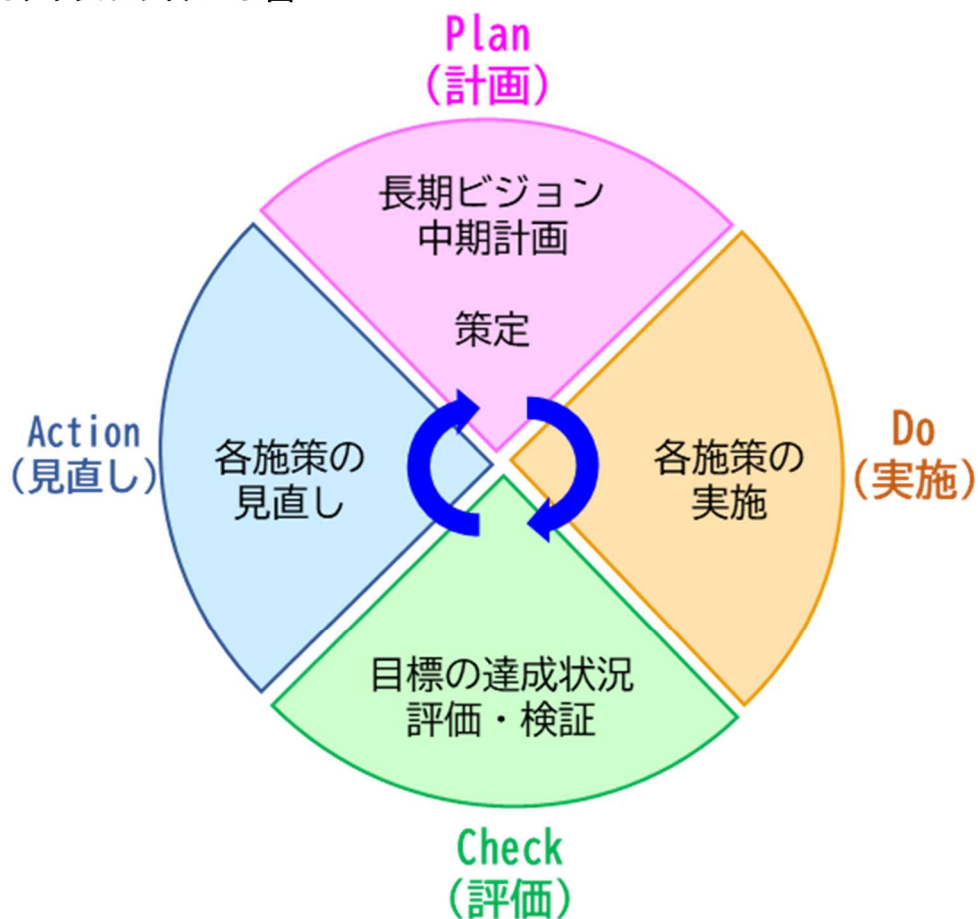 Plan
(計画)
長期ビジョン
中期計画
策定
Do
(実施)
各施策の
実施
Check
(評価)
目標の達成状況
評価・検証
Action
(見直し)
各施策の
見直し